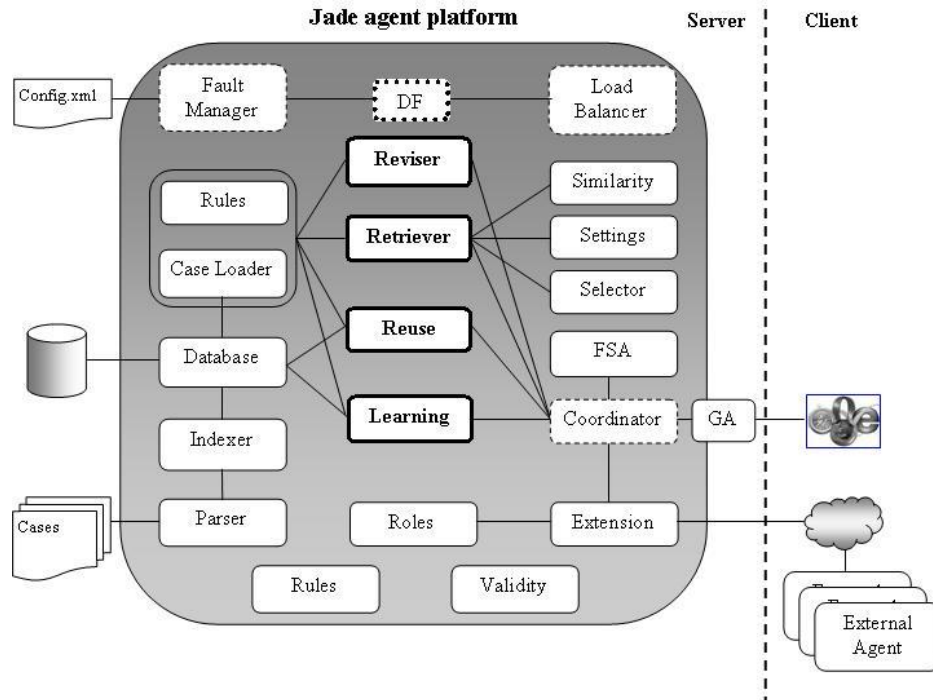 Jade agent platform
Server
Client
Config.xml
Fault
Manager
DF
Load
Balancer
Reviser
Rules
Similarity
Retriever
Settings
Case Loader
Selector
Reuse
Database
FSA
Learning
Coordinator
GA
Indexer
Cases
Parser
Roles
Extension
Rules
Validity
External
Agent